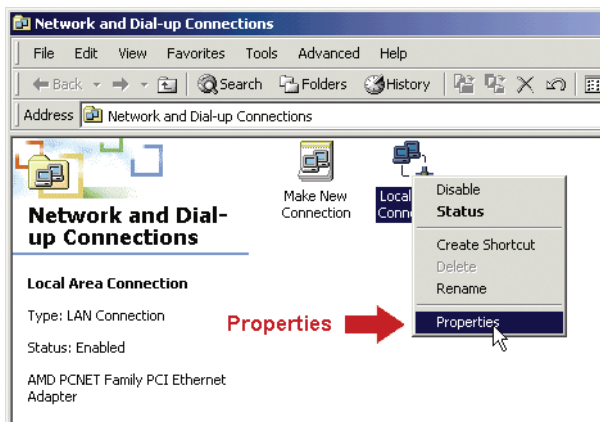 Network and Dial-up Connections
File Edit View Favorites Tools Advanced Help
Back Search Folders History
Address Network and Dial-up Connections
Network and Dial-
up Connections
Local Area Connection
Type: LAN Connection
Status: Enabled
AMD PCNET Family PCI Ethernet
Adapter
Make New
Connection
Local
Conne
Disable
Status
Create Shortcut
Delete
Rename
Properties
Properties